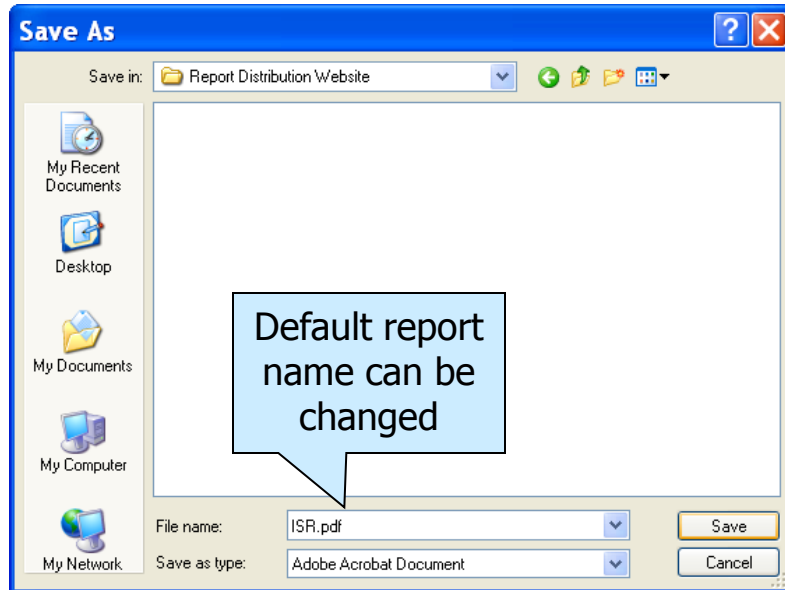 Save As
Save in:
Report Distribution Website
My Recent
Documents
Desktop
My Documents
My Computer
My Network
Default report
name can be
changed
File name:
ISR.pdf
Save
Save as type:
Adobe Acrobat Document
Cancel